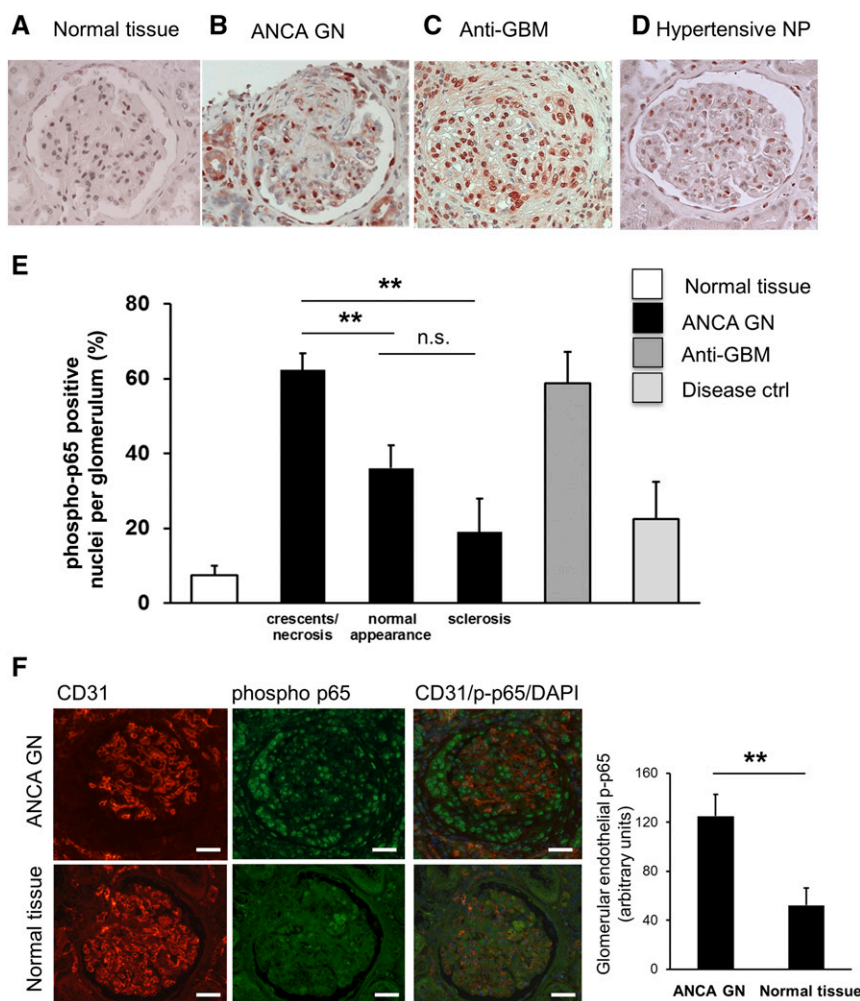 A Normal tissue
B ANCA GN
C Anti-GBM
D Hypertensive NP
E
phospho-p65 positive
nuclei per glomerulum (%)
80
60
40
20
0
**
**
n.s.
crescents/
necrosis
normal
appearance
sclerosis
Normal tissue
ANCA GN
Anti-GBM
Disease ctrl
F
CD31
phospho p65
CD31/p-p65/DAPI
ANCA GN
Normal tissue
Glomerular endothelial p-p65
(arbitrary units)
160
120
80
40
0
**
ANCA GN
Normal tissue